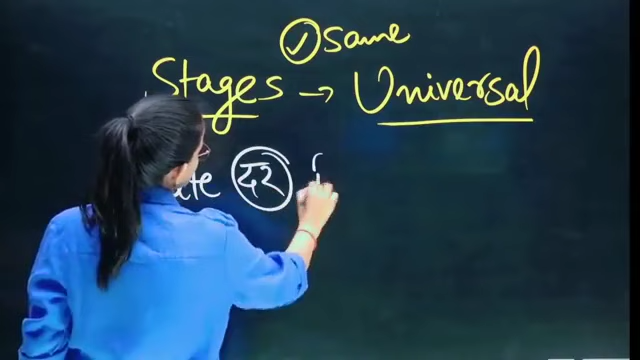 ✓ same
Stages → Universal
दर